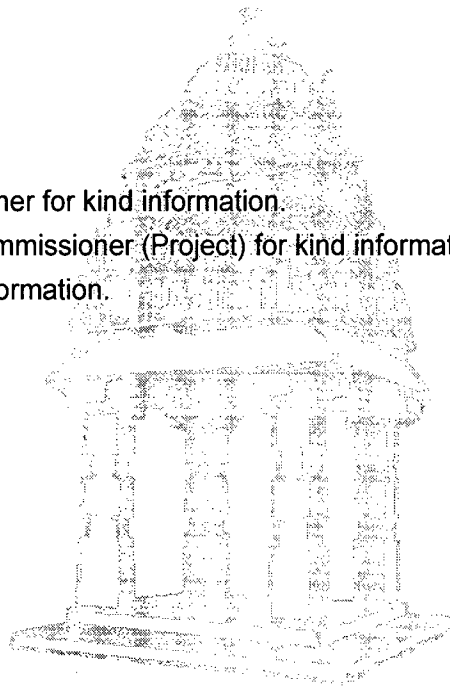 ner for kind information.
mmissioner (Project) for kind informat
ormation.